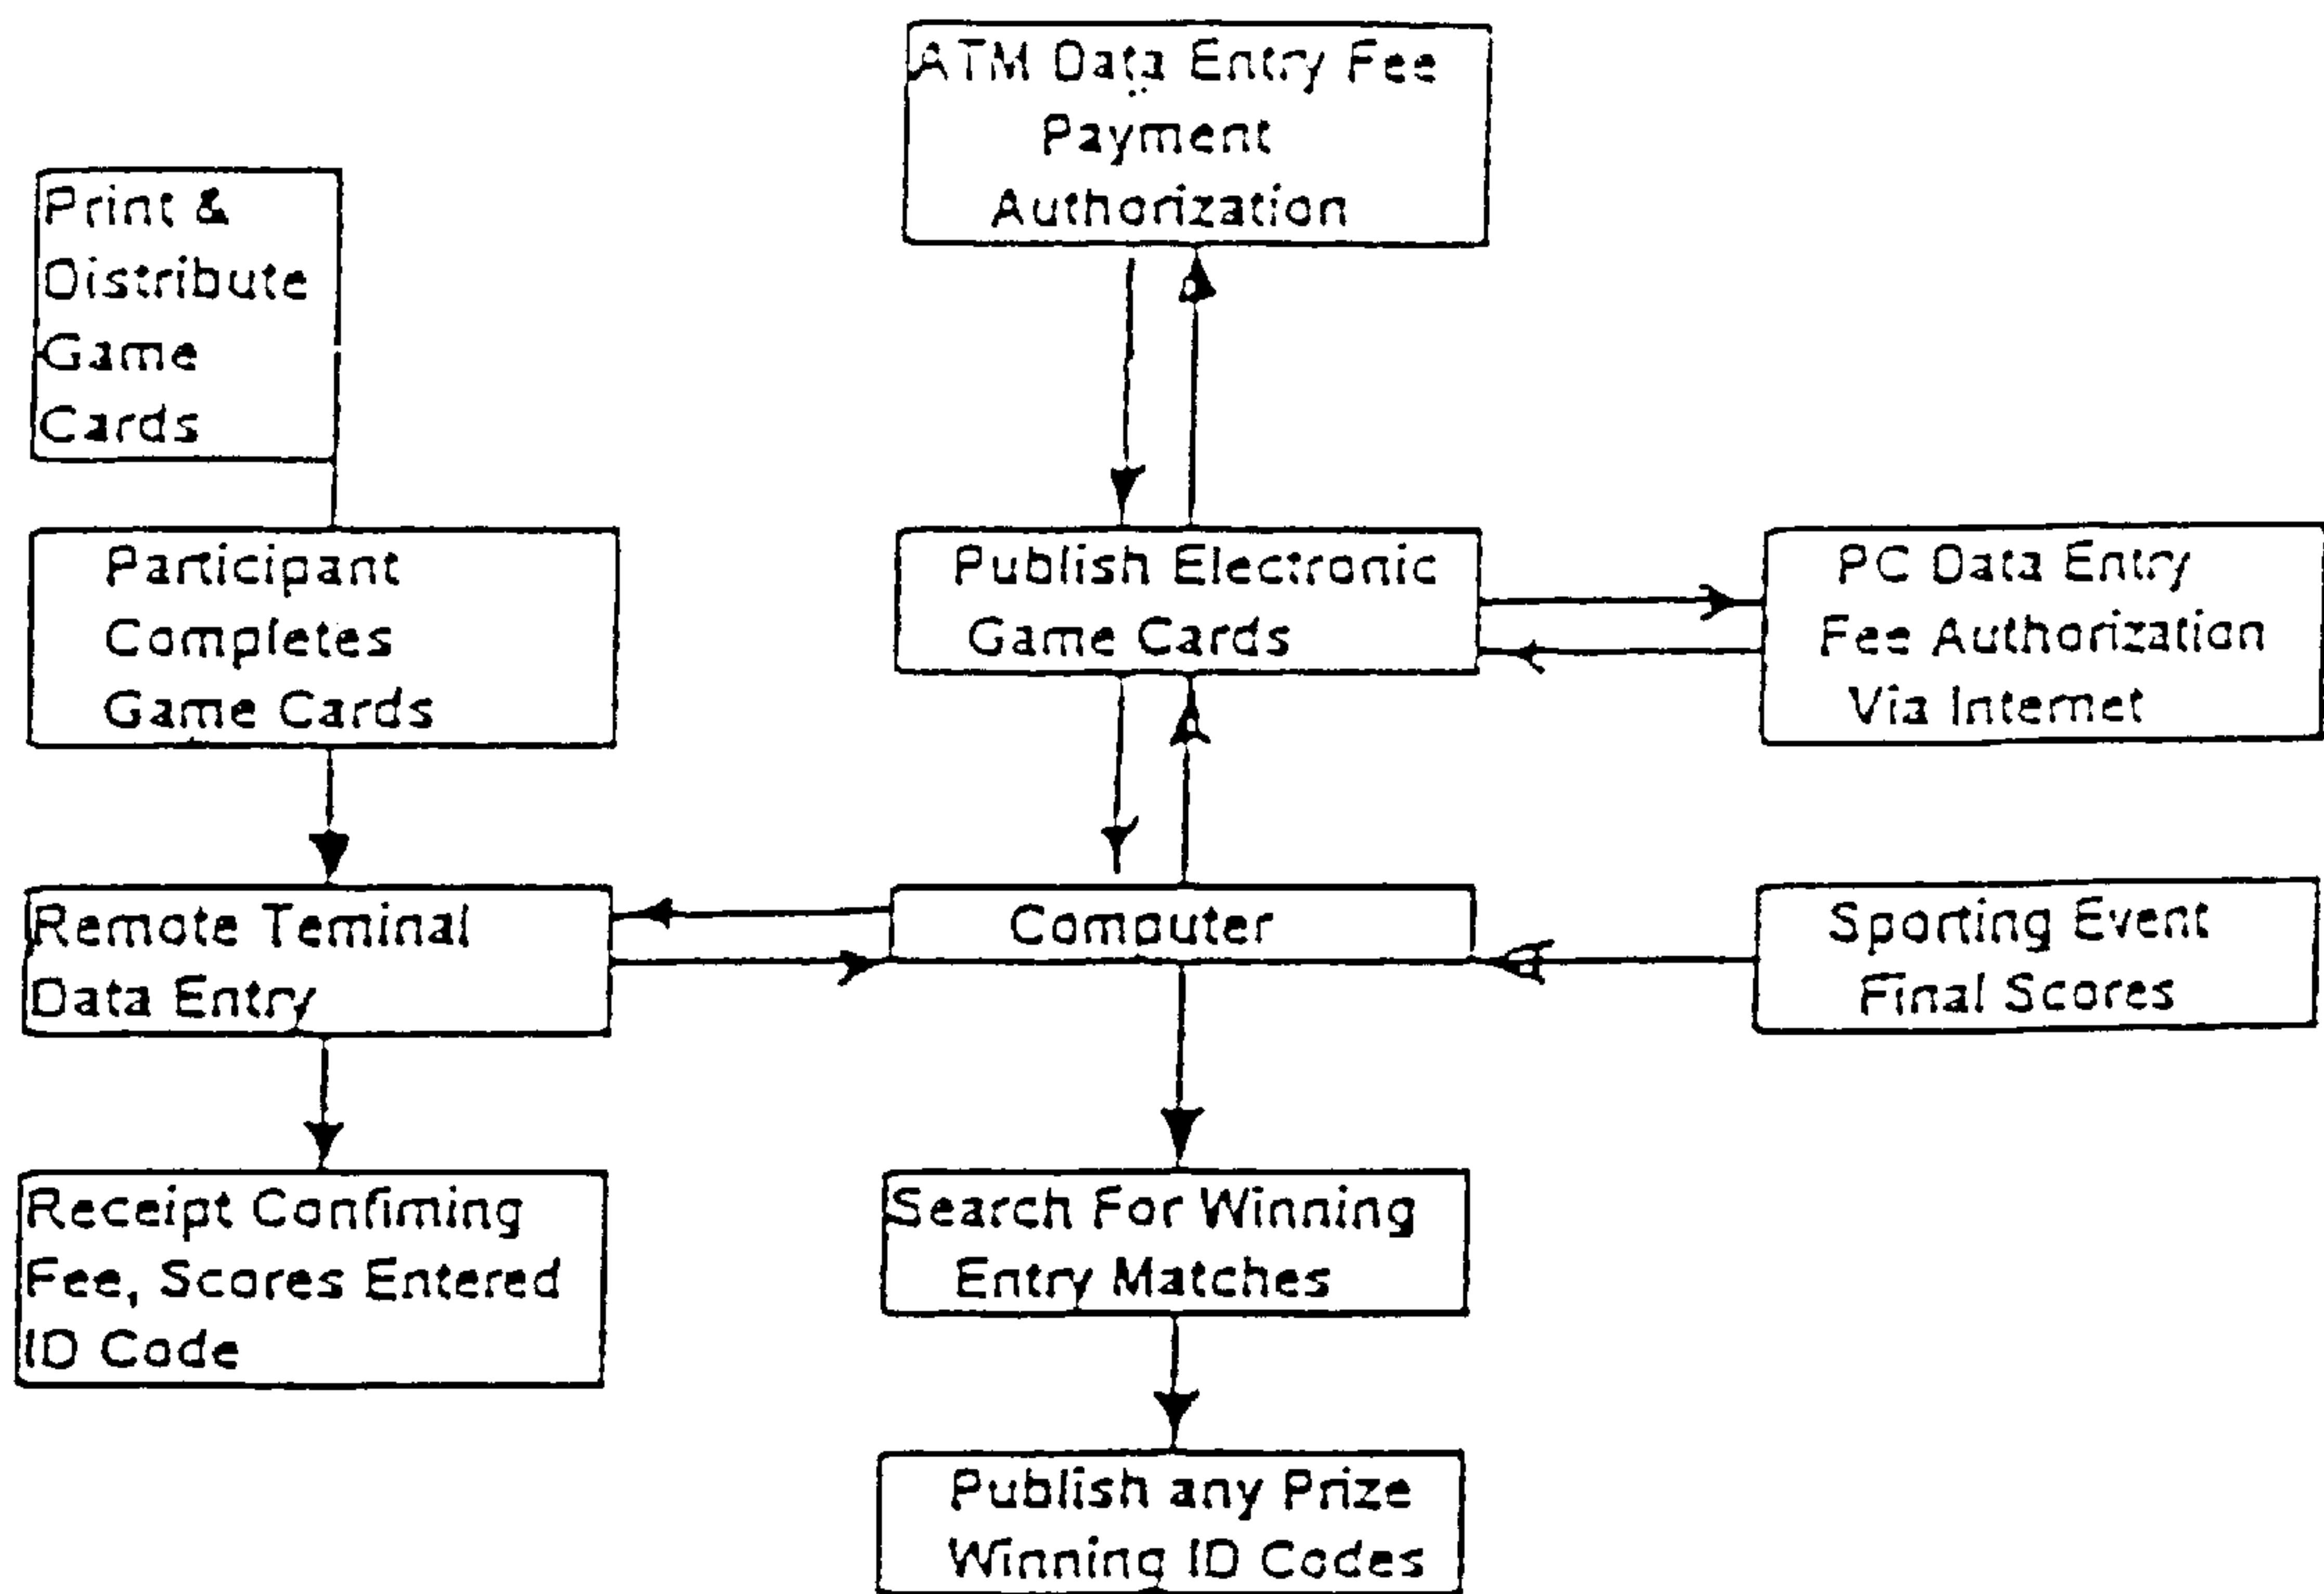 ATM Data Entry Fee
Payment
Authorization
Print &
Distribute
Game
Cards
Participant
Completes
Game Cards
Publish Electronic
Game Cards
PC Data Entry
Fee Authorization
Via Internet
Remote Teminal
Data Entry
Computer
Sporting Event
Final Scores
Receipt Confiming
Fee, Scores Entered
ID Code
Search For Winning
Entry Matches
Publish any Prize
Winning ID Codes